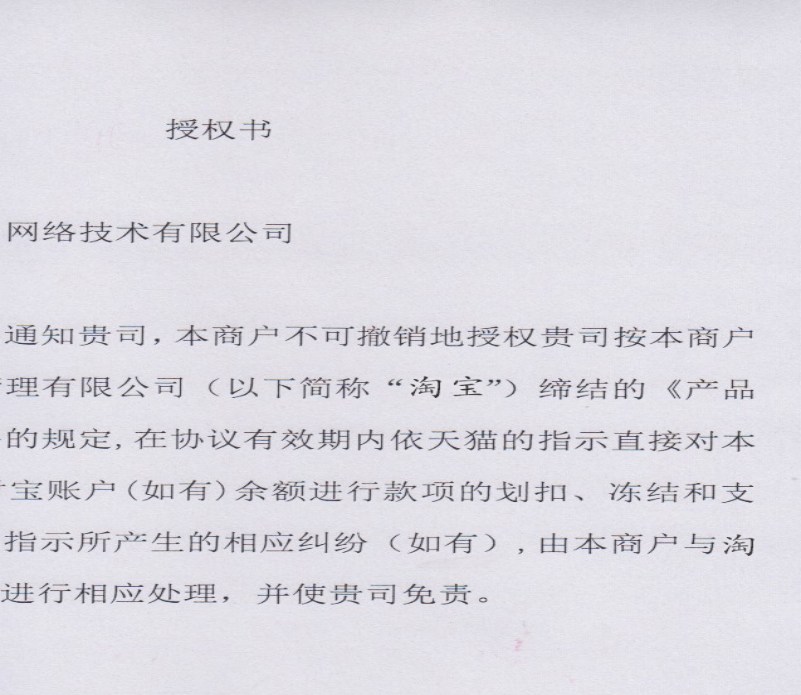 授权书
网络技术有限公司
通知贵司，本商户不可撤销地授权贵司按本商户
理有限公司（以下简称“淘宝”）缔结的《产品
的规定,在协议有效期内依天猫的指示直接对本
宝账户(如有)余额进行款项的划扣、冻结和支
指示所产生的相应纠纷（如有）,由本商户与淘
进行相应处理，并使贵司免责。